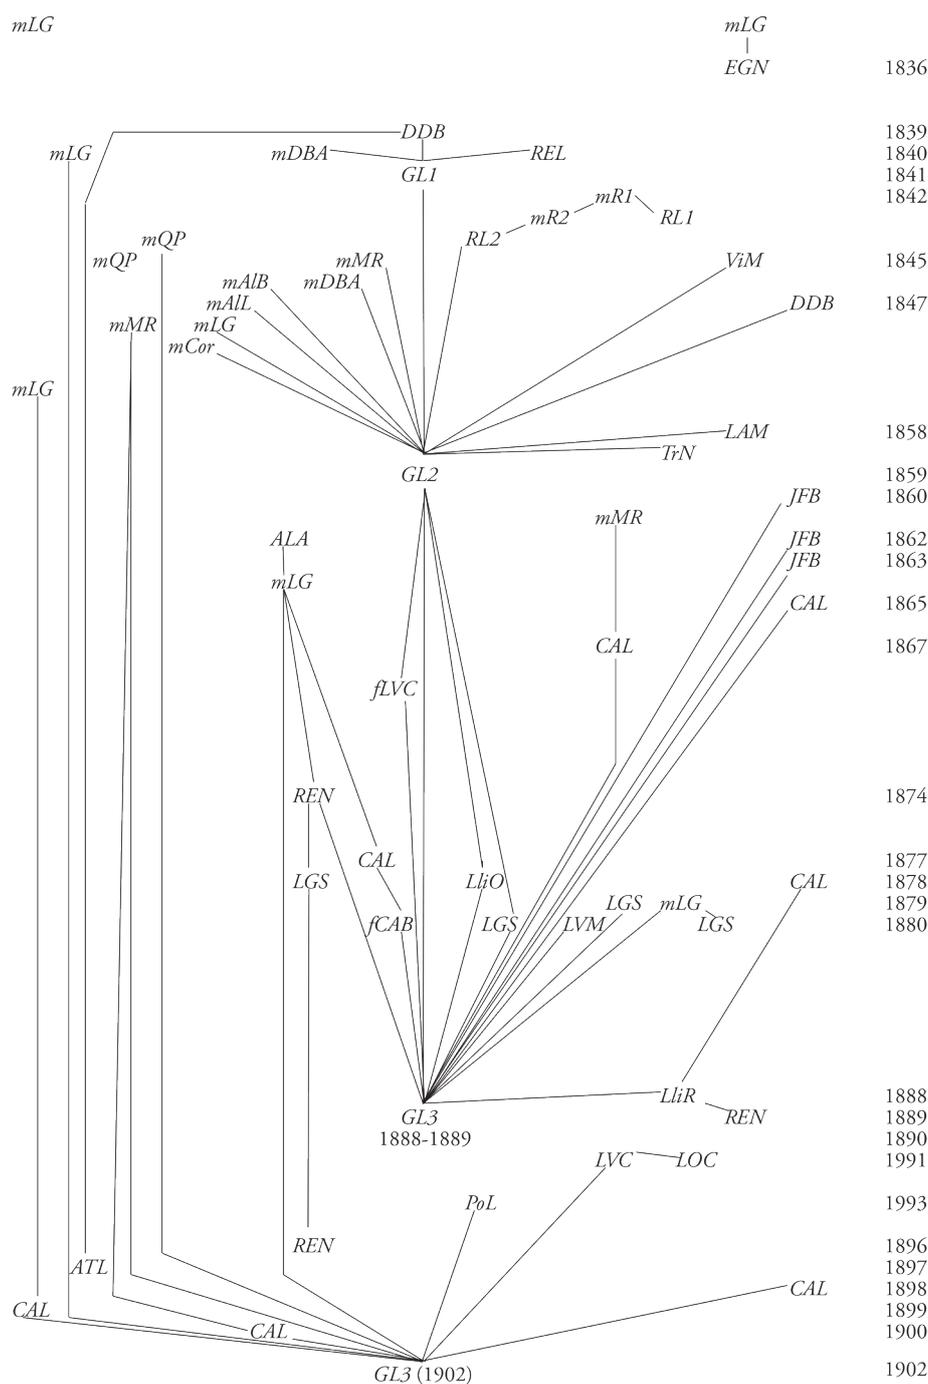 mLG mLG
EGN 1836
DDB 1839
mLG mDBA REL 1840
GL1 1841
mR1 1842
mR2 RL1
mQP RL2
mQP mMR ViM 1845
mAlB mDBA
mAlL DDB 1847
mMR mLG
mCor
mLG
LAM 1858
TrN
GL2 1859
JFB 1860
mMR
ALA JFB 1862
JFB 1863
mLG
CAL 1865
CAL 1867
fLVC
REN 1874
CAL 1877
LGS LliO CAL 1878
LGS mLG 1879
fCAB LGS LVM LGS 1880
LliR 1888
GL3 REN 1889
1888-1889 1890
LVC LOC 1991
PoL 1993
REN 1896
ATL 1897
CAL 1898
CAL 1899
CAL 1900
GL3 (1902) 1902